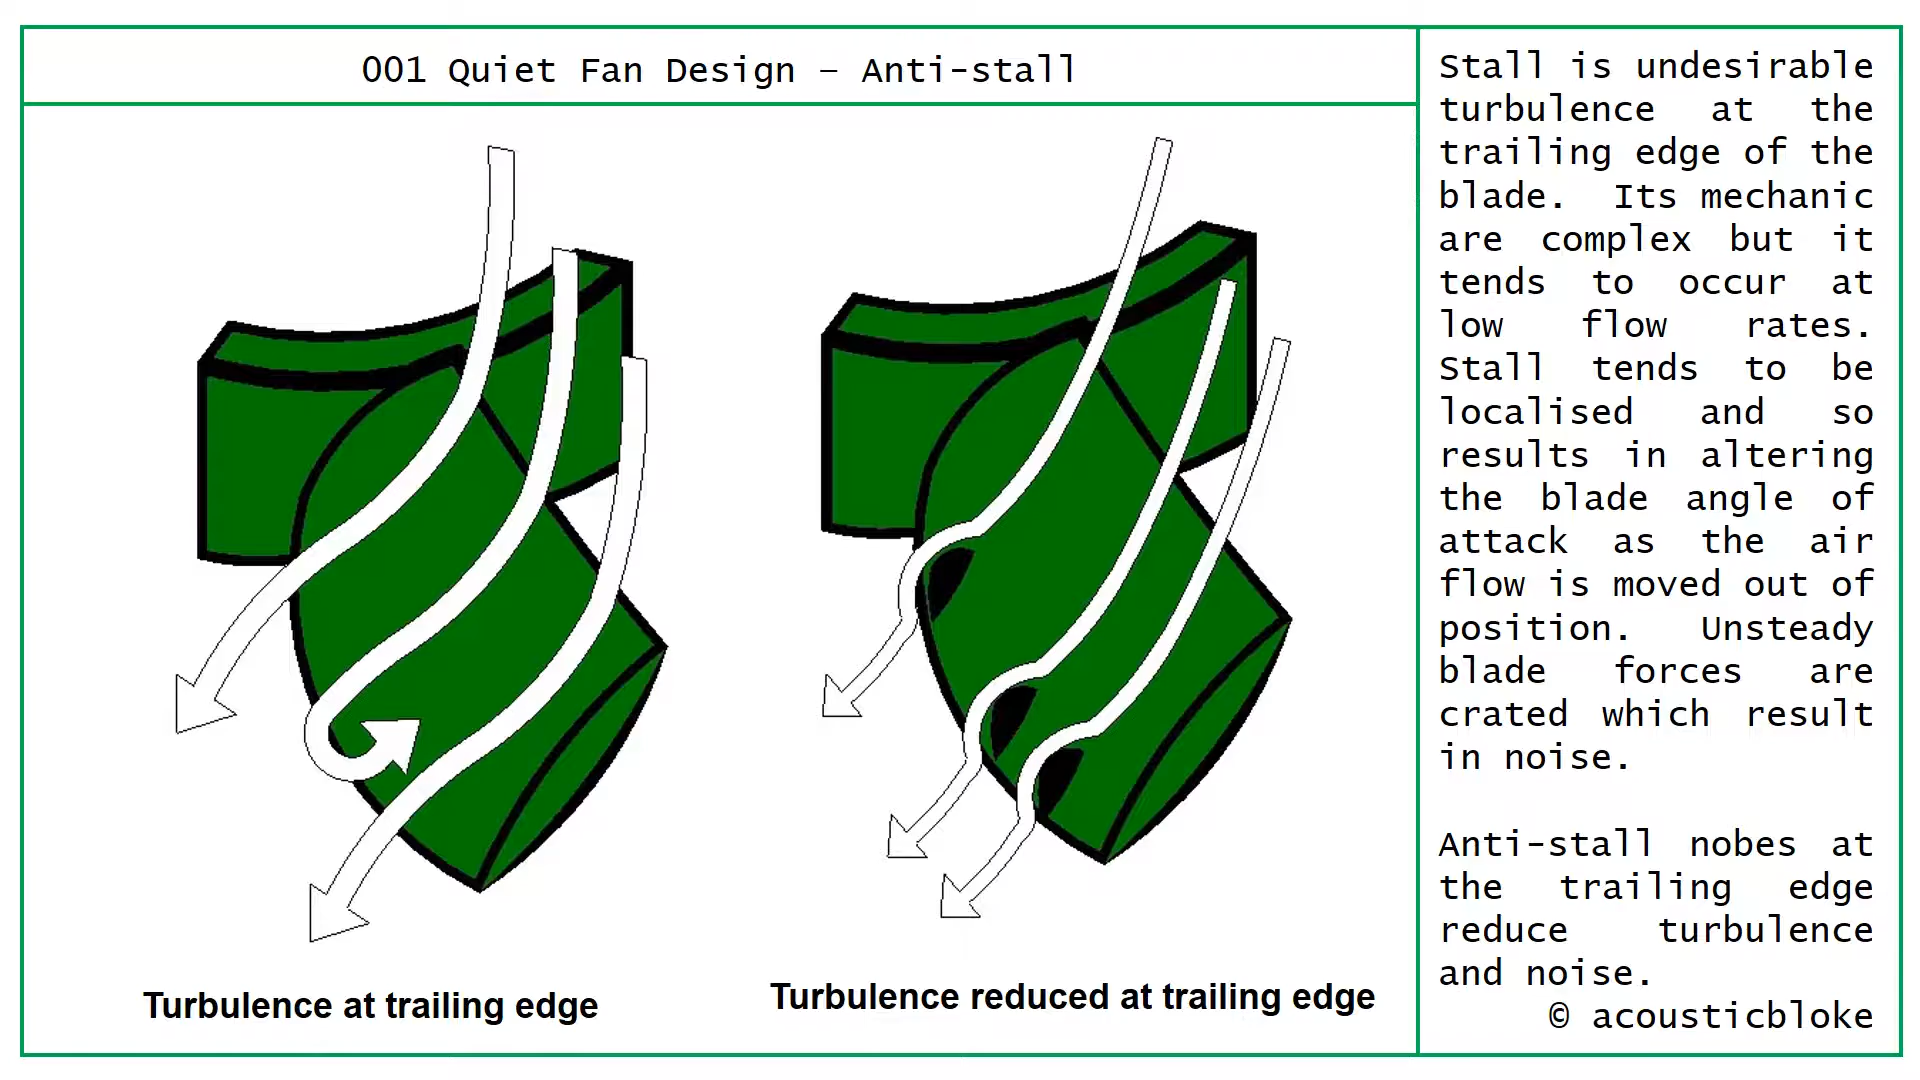 001 Quiet Fan Design – Anti-stall
Turbulence at trailing edge
Turbulence reduced at trailing edge
Stall is undesirable
turbulence at the
trailing edge of the
blade. Its mechanic
are complex but it
tends to occur at
low flow rates.
Stall tends to be
localised and so
results in altering
the blade angle of
attack as the air
flow is moved out of
position. Unsteady
blade forces are
crated which result
in noise.
Anti-stall nobes at
the trailing edge
reduce turbulence
and noise.
© acousticbloke